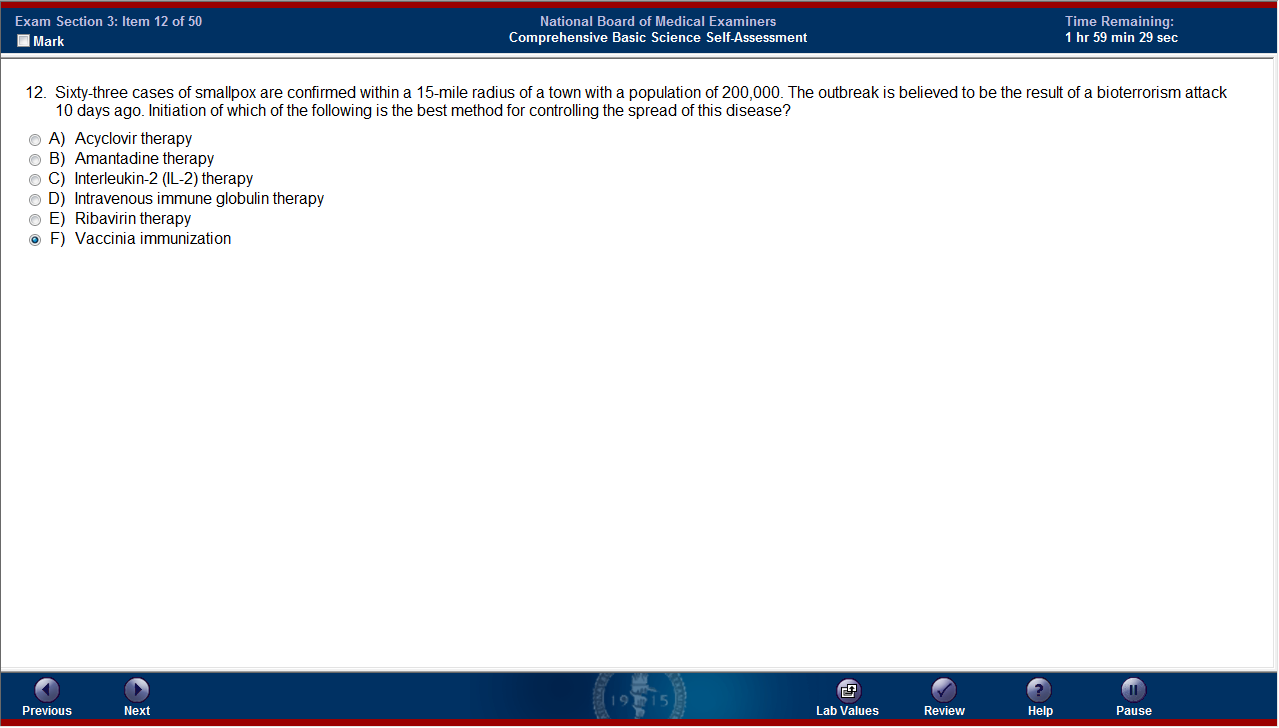 Exam Section 3: Item 12 of 50
National Board of Medical Examiners
Time Remaining:
Mark
Comprehensive Basic Science Self-Assessment
1 hr 59 min 29 sec
12. Sixty-three cases of smallpox are confirmed within a 15-mile radius of a town with a population of 200,000. The outbreak is believed to be the result of a bioterrorism attack
10 days ago. Initiation of which of the following is the best method for controlling the spread of this disease?
A) Acyclovir therapy
B) Amantadine therapy
C) Interleukin-2 (IL-2) therapy
D) Intravenous immune globulin therapy
E) Ribavirin therapy
F) Vaccinia immunization
1915
Previous
Next
Lab Values
Review
Help
Pause